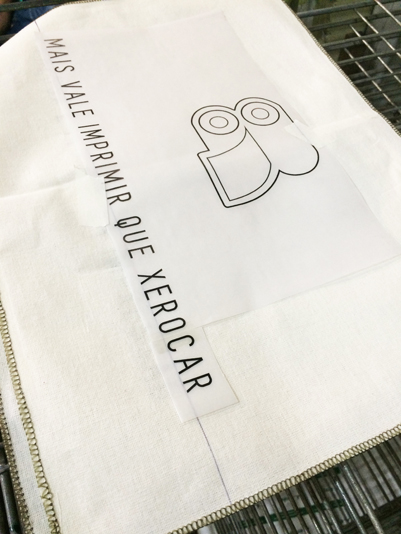 MAIS VALE IMPRIMIR QUE XEROCAR